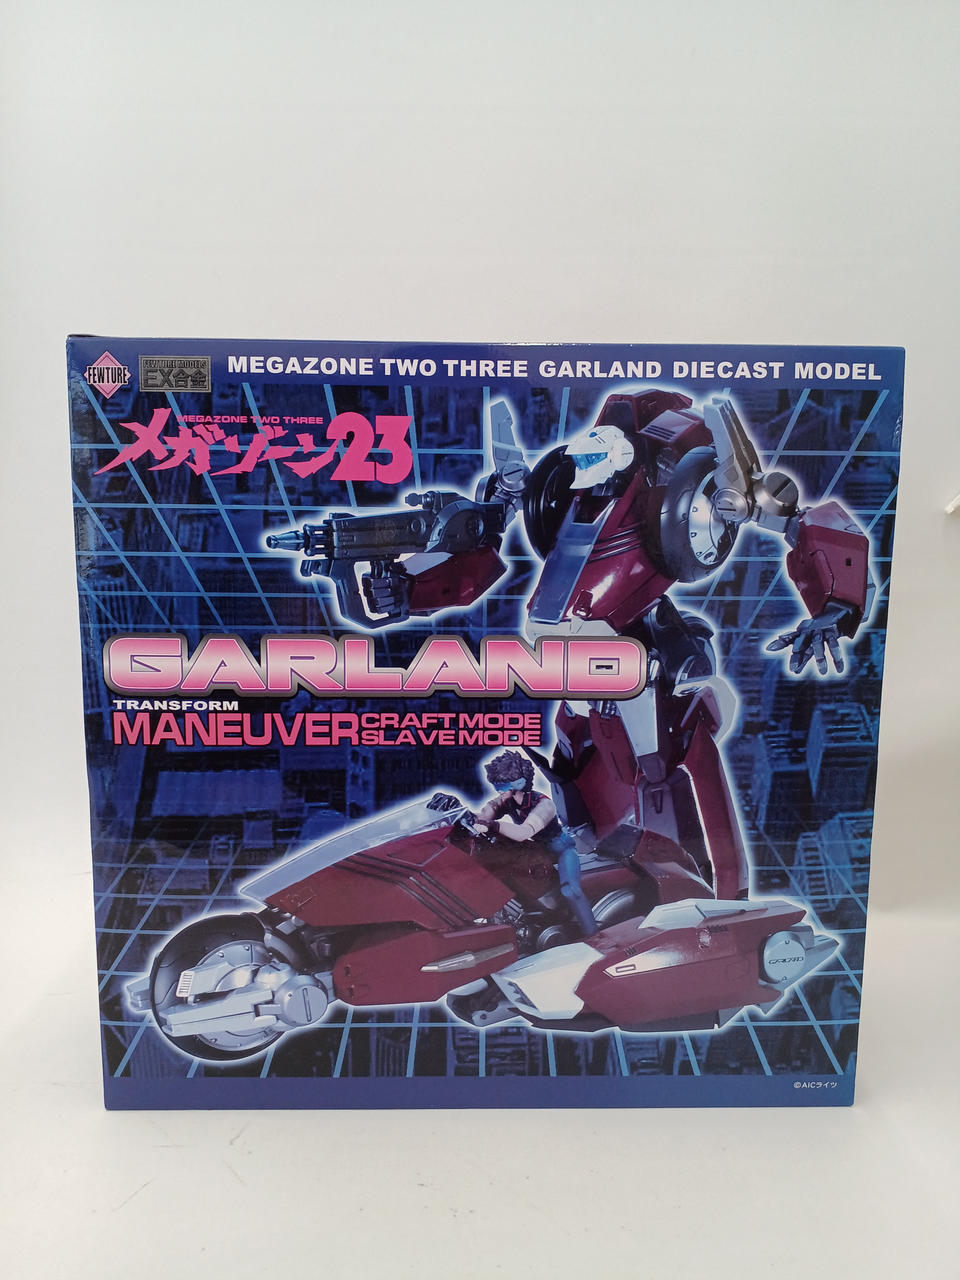 FEWTURE
FEWTURE MODELS
EX合金
MEGAZONE TWO THREE GARLAND DIECAST MODEL
MEGAZONE TWO THREE
メガゾーン23
GARLAND
TRANSFORM
MANEUVER CRAFT MODE
SLAVE MODE
GARLAND
©AICライツ